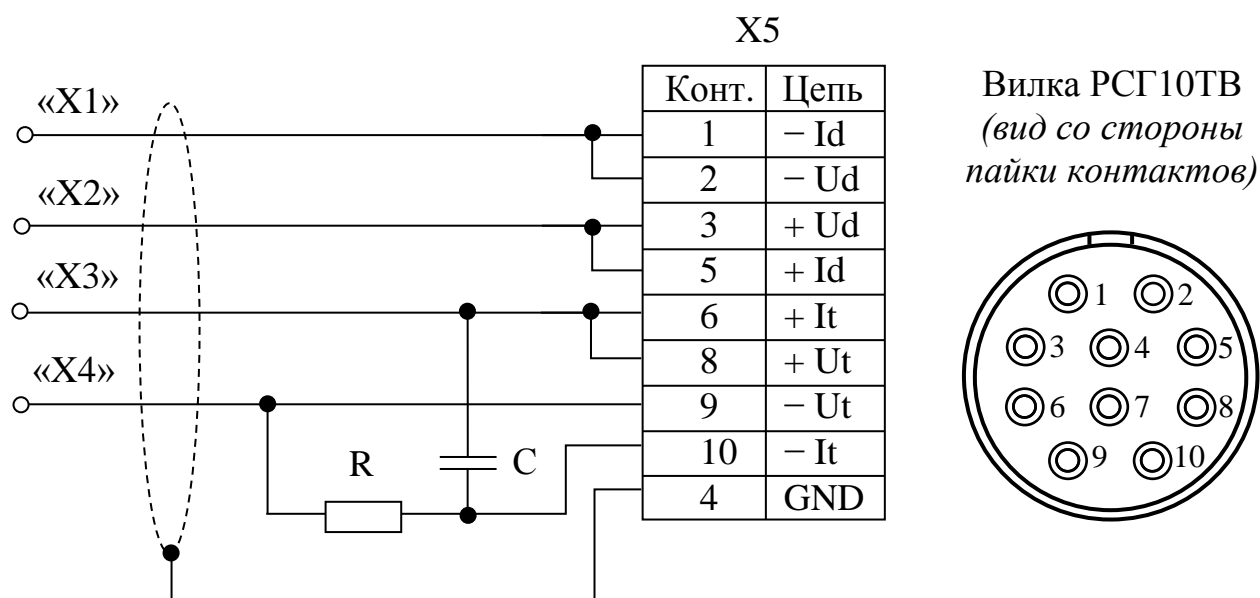 X5
«X1»
«X2»
«X3»
«X4»
R
C
Конт. Цепь
1 − Id
2 − Ud
3 + Ud
5 + Id
6 + It
8 + Ut
9 − Ut
10 − It
4 GND
Вилка РСГ10ТВ
(вид со стороны
пайки контактов)
1 2
3 4 5
6 7 8
9 10